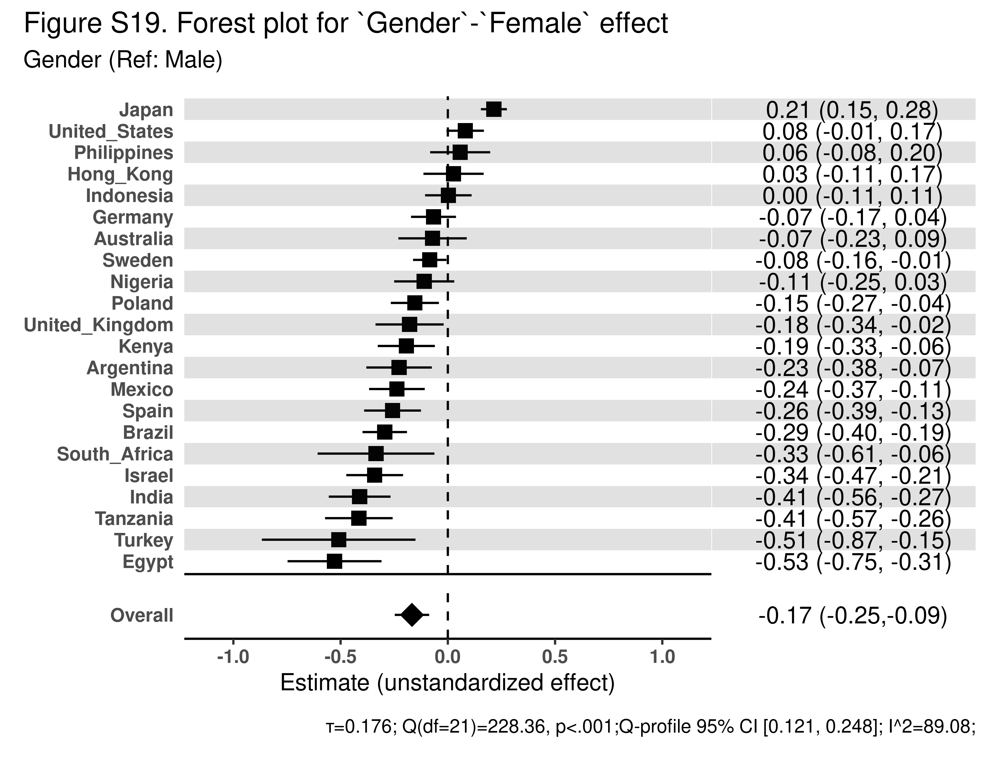 Figure S19. Forest plot for `Gender`-`Female` effect
Gender (Ref: Male)
Japan 0.21 (0.15, 0.28)
United_States 0.08 (-0.01, 0.17)
Philippines 0.06 (-0.08, 0.20)
Hong_Kong 0.03 (-0.11, 0.17)
Indonesia 0.00 (-0.11, 0.11)
Germany -0.07 (-0.17, 0.04)
Australia -0.07 (-0.23, 0.09)
Sweden -0.08 (-0.16, -0.01)
Nigeria -0.11 (-0.25, 0.03)
Poland -0.15 (-0.27, -0.04)
United_Kingdom -0.18 (-0.34, -0.02)
Kenya -0.19 (-0.33, -0.06)
Argentina -0.23 (-0.38, -0.07)
Mexico -0.24 (-0.37, -0.11)
Spain -0.26 (-0.39, -0.13)
Brazil -0.29 (-0.40, -0.19)
South_Africa -0.33 (-0.61, -0.06)
Israel -0.34 (-0.47, -0.21)
India -0.41 (-0.56, -0.27)
Tanzania -0.41 (-0.57, -0.26)
Turkey -0.51 (-0.87, -0.15)
Egypt -0.53 (-0.75, -0.31)
Overall -0.17 (-0.25,-0.09)
-1.0 -0.5 0.0 0.5 1.0
Estimate (unstandardized effect)
τ=0.176; Q(df=21)=228.36, p<.001;Q-profile 95% CI [0.121, 0.248]; I^2=89.08;